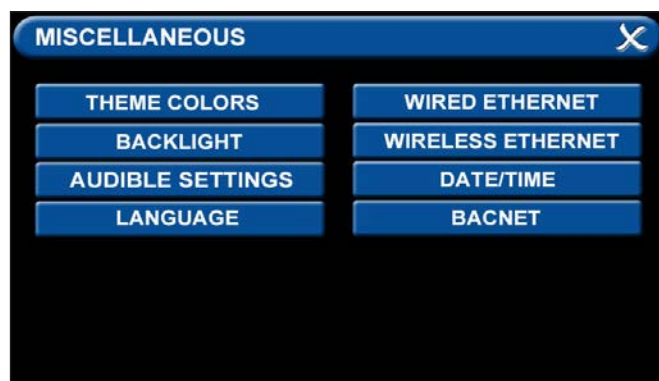 MISCELLANEOUS
THEME COLORS
WIRED ETHERNET
BACKLIGHT
WIRELESS ETHERNET
AUDIBLE SETTINGS
DATE/TIME
LANGUAGE
BACNET